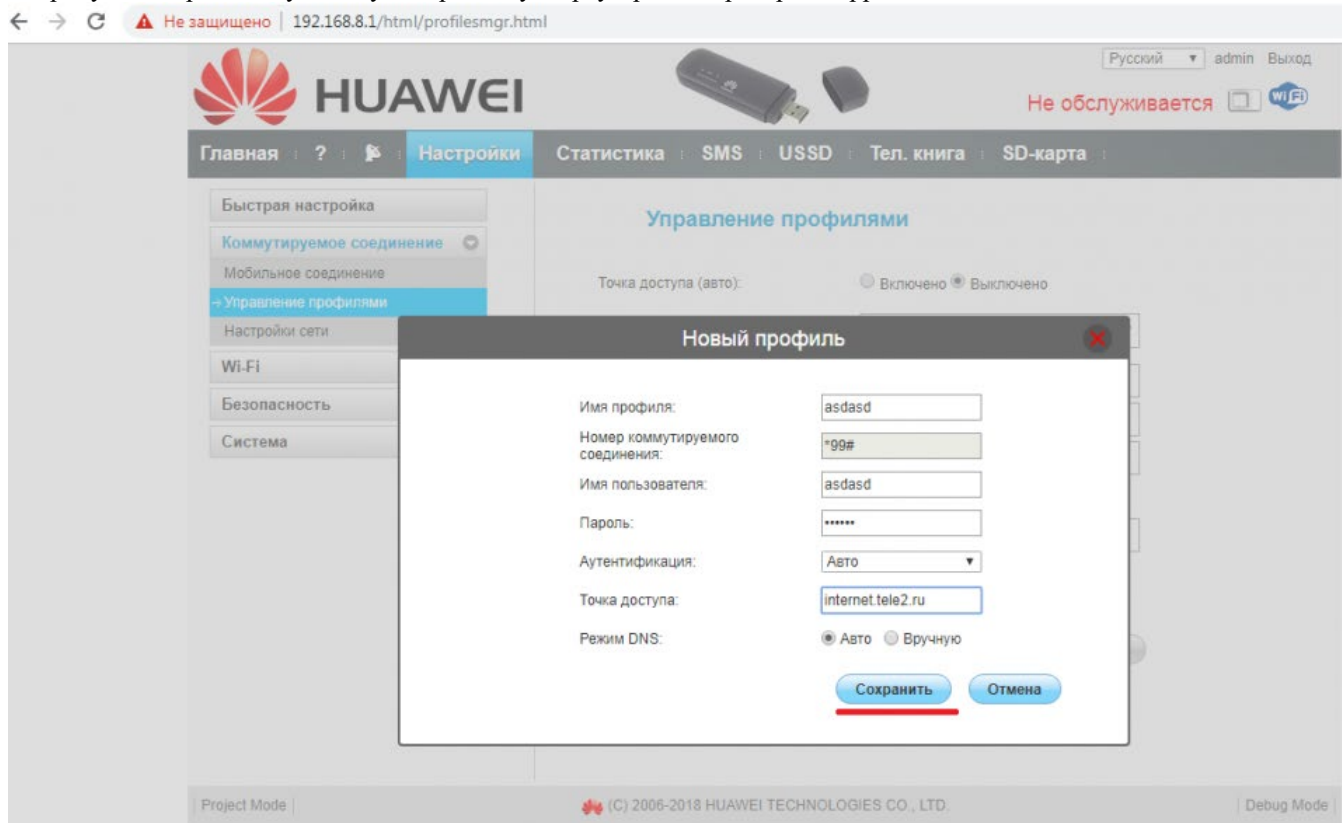 Не защищено | 192.168.8.1/html/profilesmgr.html
Русский admin Выход
HUAWEI
Не обслуживается WiFi
Главная ? Настройки Статистика SMS USSD Тел. книга SD-карта
Быстрая настройка
Управление профилями
Коммутируемое соединение
Мобильное соединение
Точка доступа (авто): Включено Выключено
→ Управление профилями
Настройки сети
Новый профиль
Wi-Fi
Безопасность
Система
Имя профиля: asdasd
Номер коммутируемого
соединения: *99#
Имя пользователя: asdasd
Пароль: ••••••
Аутентификация: Авто
Точка доступа: internet.tele2.ru
Режим DNS: Авто Вручную
Сохранить Отмена
Project Mode | (C) 2006-2018 HUAWEI TECHNOLOGIES CO., LTD. | Debug Mode